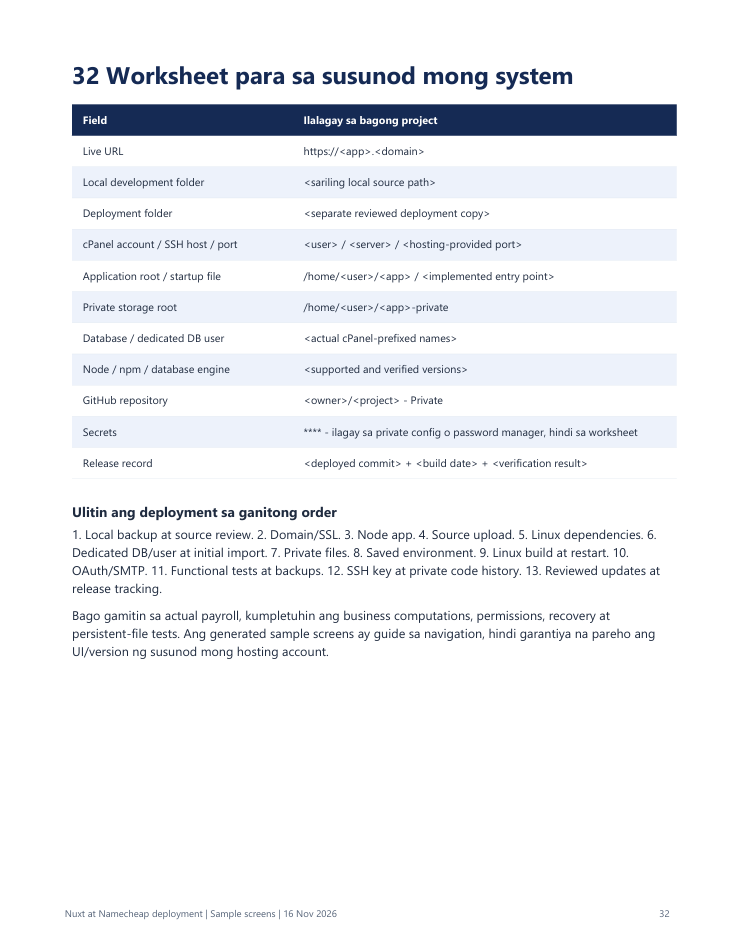 32 Worksheet para sa susunod mong system
Field Ilalagay sa bagong project
Live URL https://<app>.<domain>
Local development folder <sariling local source path>
Deployment folder <separate reviewed deployment copy>
cPanel account / SSH host / port <user> / <server> / <hosting-provided port>
Application root / startup file /home/<user>/<app> / <implemented entry point>
Private storage root /home/<user>/<app>-private
Database / dedicated DB user <actual cPanel-prefixed names>
Node / npm / database engine <supported and verified versions>
GitHub repository <owner>/<project> - Private
Secrets **** - ilagay sa private config o password manager, hindi sa worksheet
Release record <deployed commit> + <build date> + <verification result>
Ulitin ang deployment sa ganitong order
1. Local backup at source review. 2. Domain/SSL. 3. Node app. 4. Source upload. 5. Linux dependencies. 6.
Dedicated DB/user at initial import. 7. Private files. 8. Saved environment. 9. Linux build at restart. 10.
OAuth/SMTP. 11. Functional tests at backups. 12. SSH key at private code history. 13. Reviewed updates at
release tracking.
Bago gamitin sa actual payroll, kumpletuhin ang business computations, permissions, recovery at
persistent-file tests. Ang generated sample screens ay guide sa navigation, hindi garantiya na pareho ang
UI/version ng susunod mong hosting account.
Nuxt at Namecheap deployment | Sample screens | 16 Nov 2026 32